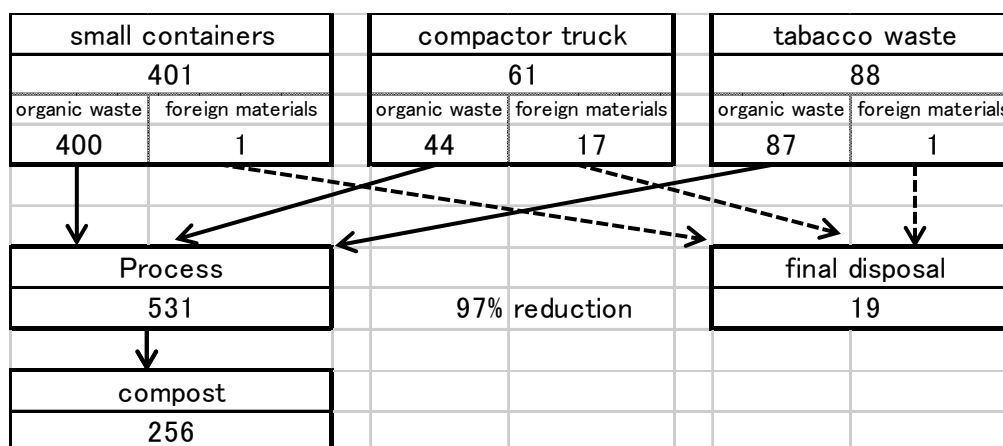 small containers compactor truck tabacco waste
401 61 88
organic waste foreign materials organic waste foreign materials organic waste foreign materials
400 1 44 17 87 1
Process final disposal
531 97% reduction 19
compost
256